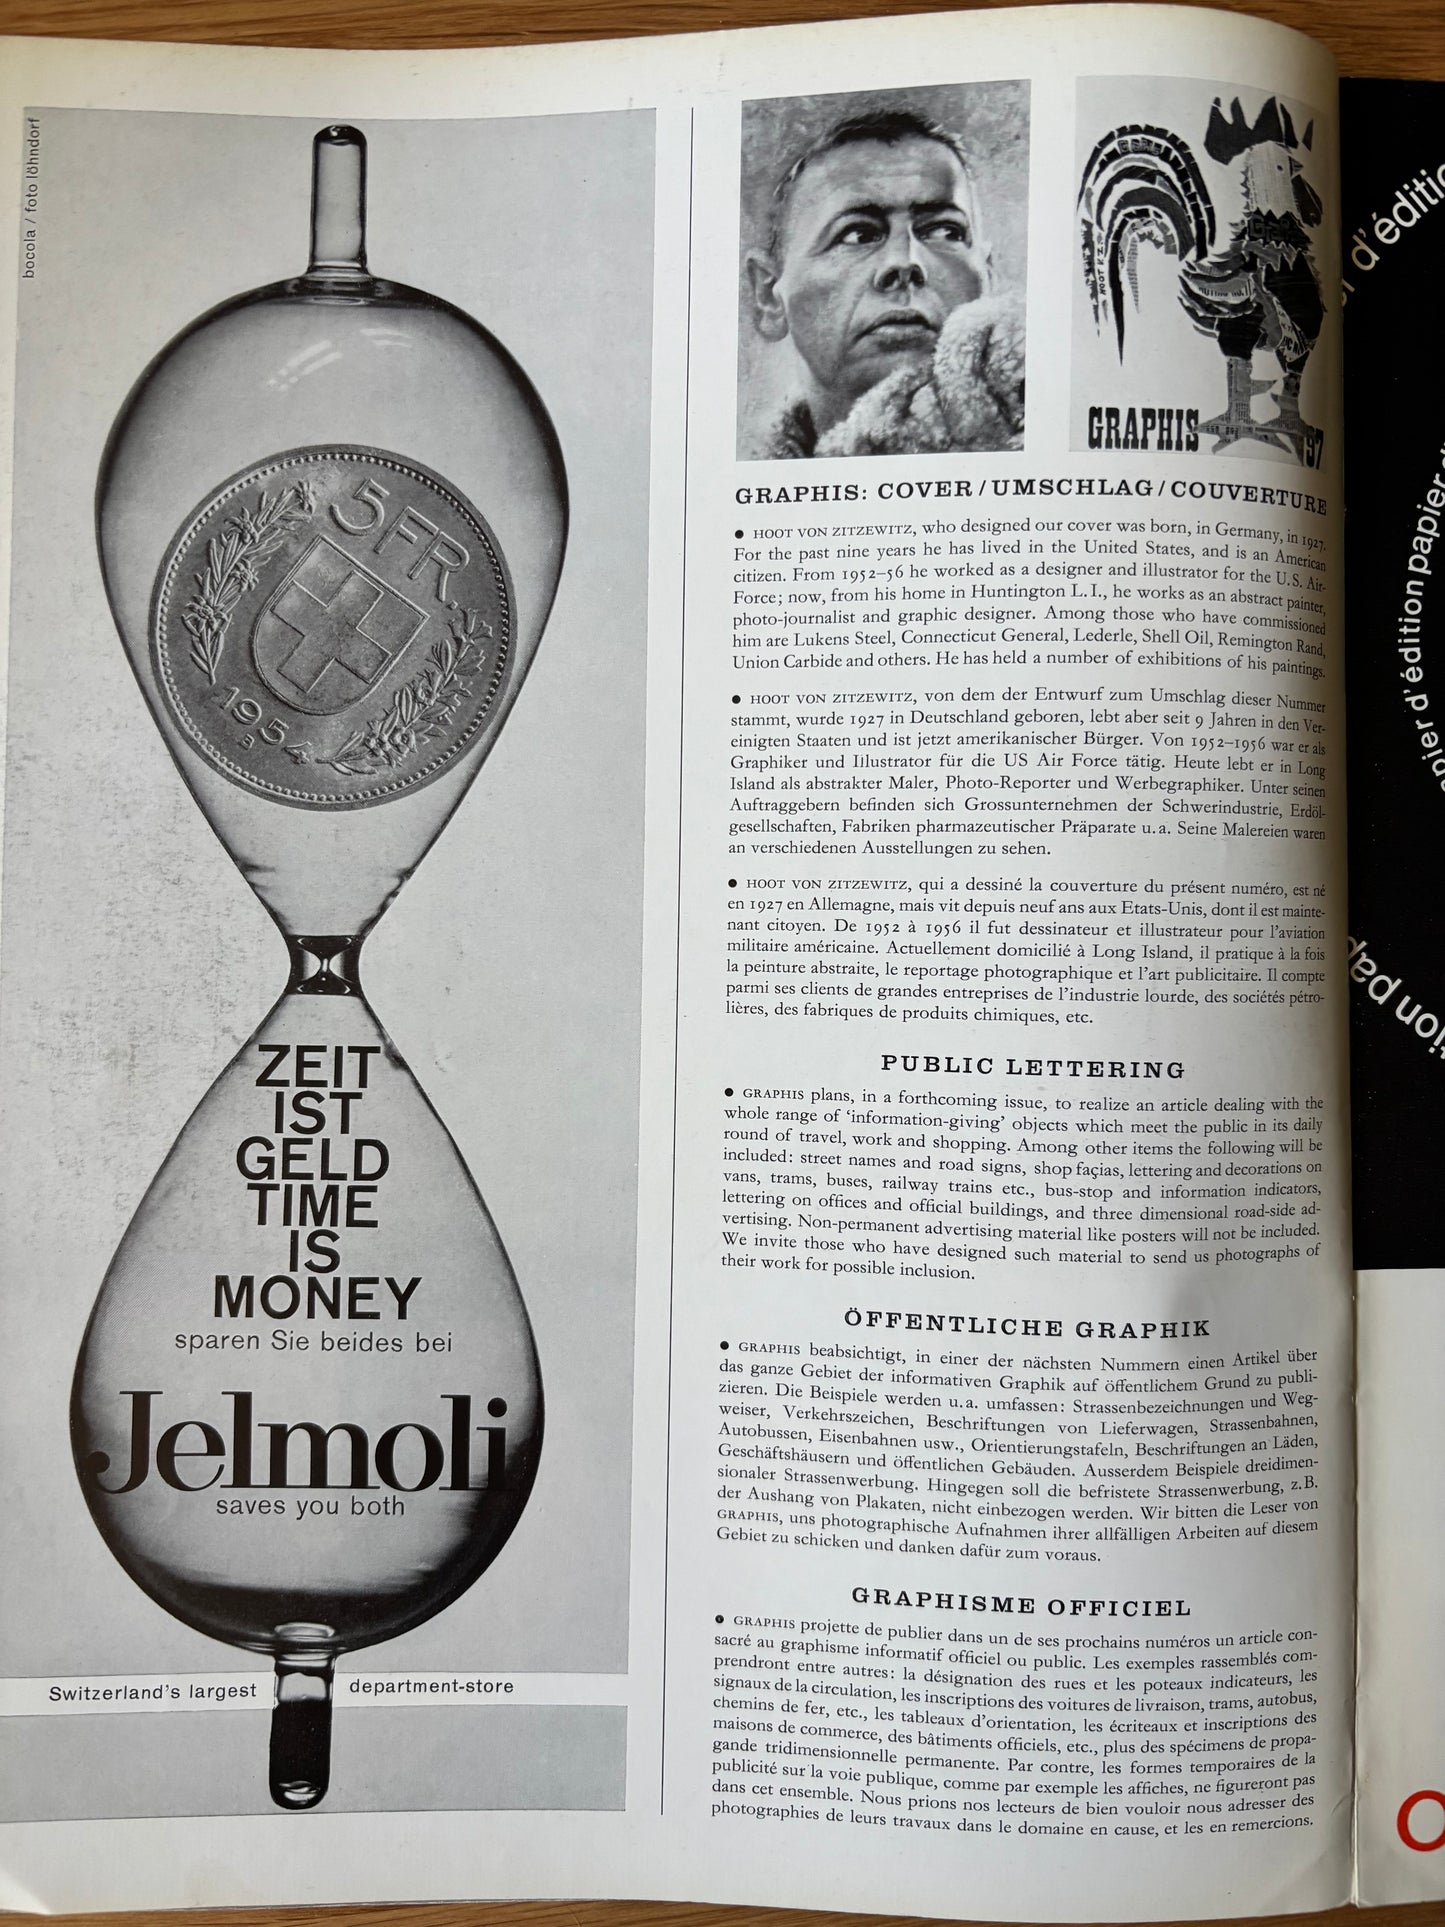 bocola / foto löhndorf
5 FR.
1954
B
ZEIT
IST
GELD
TIME
IS
MONEY
sparen Sie beides bei
Jelmoli
saves you both
Switzerland's largest department-store
HOOT V.Z.
GRAPHIS
97
GRAPHIS: COVER/UMSCHLAG/COUVERTURE
● HOOT VON ZITZEWITZ, who designed our cover was born, in Germany, in 1927.
For the past nine years he has lived in the United States, and is an American
citizen. From 1952–56 he worked as a designer and illustrator for the U.S. Air-
Force; now, from his home in Huntington L.I., he works as an abstract painter,
photo-journalist and graphic designer. Among those who have commissioned
him are Lukens Steel, Connecticut General, Lederle, Shell Oil, Remington Rand,
Union Carbide and others. He has held a number of exhibitions of his paintings.
● HOOT VON ZITZEWITZ, von dem der Entwurf zum Umschlag dieser Nummer
stammt, wurde 1927 in Deutschland geboren, lebt aber seit 9 Jahren in den Ver-
einigten Staaten und ist jetzt amerikanischer Bürger. Von 1952–1956 war er als
Graphiker und Illustrator für die US Air Force tätig. Heute lebt er in Long
Island als abstrakter Maler, Photo-Reporter und Werbegraphiker. Unter seinen
Auftraggebern befinden sich Grossunternehmen der Schwerindustrie, Erdöl-
gesellschaften, Fabriken pharmazeutischer Präparate u.a. Seine Malereien waren
an verschiedenen Ausstellungen zu sehen.
● HOOT VON ZITZEWITZ, qui a dessiné la couverture du présent numéro, est né
en 1927 en Allemagne, mais vit depuis neuf ans aux Etats-Unis, dont il est mainte-
nant citoyen. De 1952 à 1956 il fut dessinateur et illustrateur pour l'aviation
militaire américaine. Actuellement domicilié à Long Island, il pratique à la fois
la peinture abstraite, le reportage photographique et l'art publicitaire. Il compte
parmi ses clients de grandes entreprises de l'industrie lourde, des sociétés pétro-
lières, des fabriques de produits chimiques, etc.
PUBLIC LETTERING
● GRAPHIS plans, in a forthcoming issue, to realize an article dealing with the
whole range of 'information-giving' objects which meet the public in its daily
round of travel, work and shopping. Among other items the following will be
included: street names and road signs, shop façias, lettering and decorations on
vans, trams, buses, railway trains etc., bus-stop and information indicators,
lettering on offices and official buildings, and three dimensional road-side ad-
vertising. Non-permanent advertising material like posters will not be included.
We invite those who have designed such material to send us photographs of
their work for possible inclusion.
ÖFFENTLICHE GRAPHIK
● GRAPHIS beabsichtigt, in einer der nächsten Nummern einen Artikel über
das ganze Gebiet der informativen Graphik auf öffentlichem Grund zu publi-
zieren. Die Beispiele werden u.a. umfassen: Strassenbezeichnungen und Weg-
weiser, Verkehrszeichen, Beschriftungen von Lieferwagen, Strassenbahnen,
Autobussen, Eisenbahnen usw., Orientierungstafeln, Beschriftungen an Läden,
Geschäftshäusern und öffentlichen Gebäuden. Ausserdem Beispiele dreidimen-
sionaler Strassenwerbung. Hingegen soll die befristete Strassenwerbung, z.B.
der Aushang von Plakaten, nicht einbezogen werden. Wir bitten die Leser von
GRAPHIS, uns photographische Aufnahmen ihrer allfälligen Arbeiten auf diesem
Gebiet zu schicken und danken dafür zum voraus.
GRAPHISME OFFICIEL
● GRAPHIS projette de publier dans un de ses prochains numéros un article con-
sacré au graphisme informatif officiel ou public. Les exemples rassemblés com-
prendront entre autres: la désignation des rues et les poteaux indicateurs, les
signaux de la circulation, les inscriptions des voitures de livraison, trams, autobus,
chemins de fer, etc., les tableaux d'orientation, les écriteaux et inscriptions des
maisons de commerce, des bâtiments officiels, etc., plus des spécimens de propa-
gande tridimensionnelle permanente. Par contre, les formes temporaires de la
publicité sur la voie publique, comme par exemple les affiches, ne figureront pas
dans cet ensemble. Nous prions nos lecteurs de bien vouloir nous adresser des
photographies de leurs travaux dans le domaine en cause, et les en remercions.
d'édition
d'édition papier